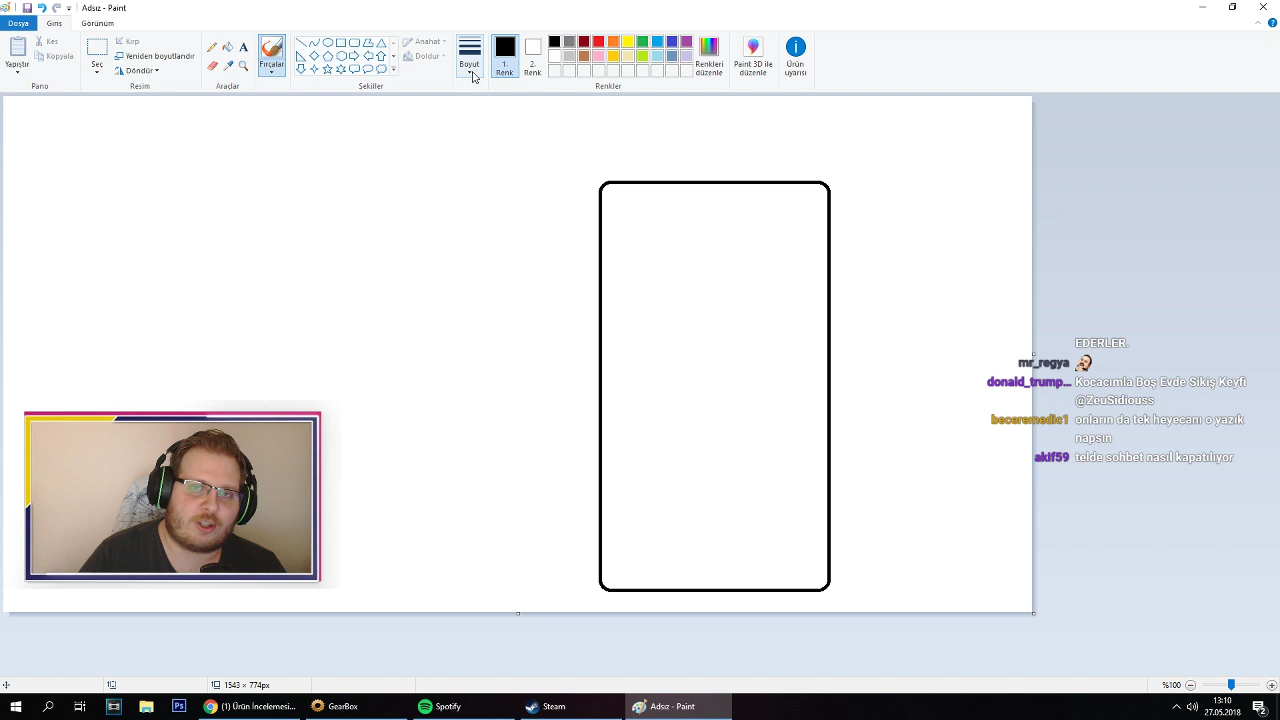 Adsız - Paint
Dosya
Giriş
Görünüm
Yapıştır
Kes
Kopyala
Pano
Seç
Kırp
Yeniden boyutlandır
Döndür
Resim
A
Araçlar
Fırçalar
Anahat
Doldur
Şekiller
Boyut
1.
Renk
2.
Renk
Renkleri
düzenle
Renkler
Paint 3D ile
düzenle
Ürün
uyarısı
EDERLER.
mr_regya
donald_trump... Kocacımla Boş Evde Sikiş Keyfi
@ZeuSidiouss
beceremedic1 onların da tek heyecanı o yazık
napsın
akif59 telde sohbet nasıl kapatılıyor
1543 × 774px
%100
Ps
(1) Ürün İncelemesi...
GearBox
Spotify
Steam
Adsız - Paint
13:10
27.05.2018
2